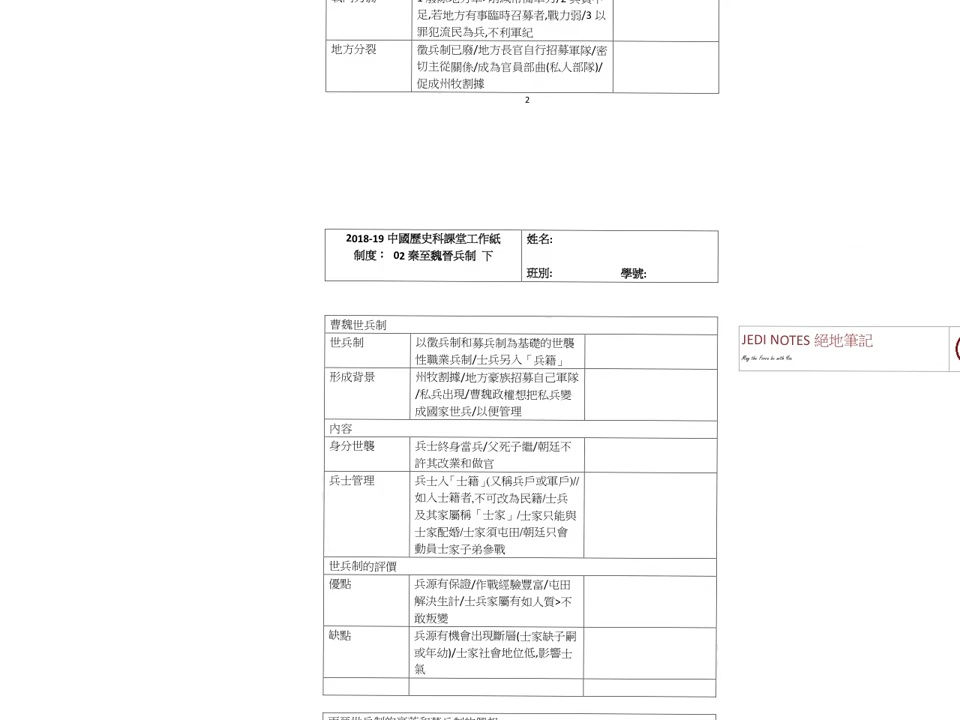 足,若地方有事臨時召募者,戰力弱/3 以
罪犯流民為兵,不利軍紀
地方分裂
徵兵制已廢/地方長官自行招募軍隊/密
切主從關係/成為官員部曲(私人部隊)/
促成州牧割據
2
2018-19 中國歷史科課堂工作紙
制度： 02 秦至魏晉兵制 下
姓名:
班別: 學號:
曹魏世兵制
世兵制
以徵兵制和募兵制為基礎的世襲
性職業兵制/士兵另入「兵籍」
形成背景
州牧割據/地方豪族招募自己軍隊
/私兵出現/曹魏政權想把私兵變
成國家世兵/以便管理
內容
身分世襲
兵士終身當兵/父死子繼/朝廷不
許其改業和做官
兵士管理
兵士入「士籍」(又稱兵戶或軍戶)//
如入士籍者,不可改為民籍/士兵
及其家屬稱「士家」/士家只能與
士家配婚/士家須屯田/朝廷只會
動員士家子弟參戰
世兵制的評價
優點
兵源有保證/作戰經驗豐富/屯田
解決生計/士兵家屬有如人質>不
敢叛變
缺點
兵源有機會出現斷層(士家缺子嗣
或年幼)/士家社會地位低,影響士
氣
JEDI NOTES 絕地筆記
May the Force be with You